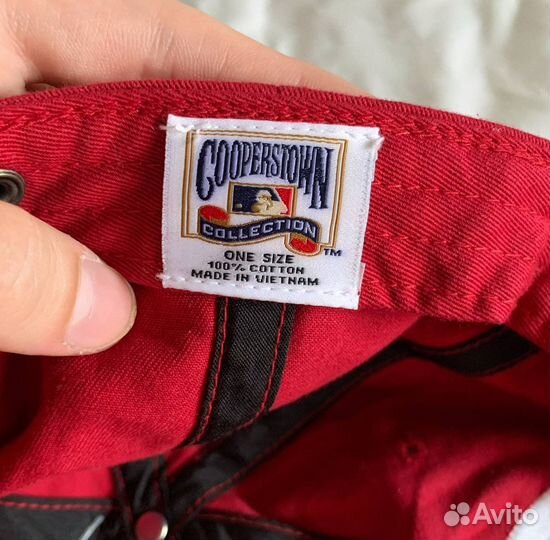 COOPERSTOWN
COLLECTION
TM
ONE SIZE
100% COTTON
MADE IN VIETNAM
Avito